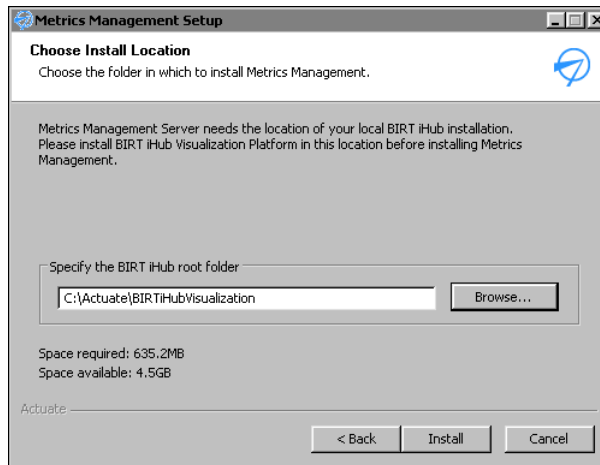 Metrics Management Setup
Choose Install Location
Choose the folder in which to install Metrics Management.
Metrics Management Server needs the location of your local BIRT iHub installation.
Please install BIRT iHub Visualization Platform in this location before installing Metrics
Management.
Specify the BIRT iHub root folder
C:\Actuate\BIRTiHubVisualization
Browse...
Space required: 635.2MB
Space available: 4.5GB
Actuate
< Back
Install
Cancel